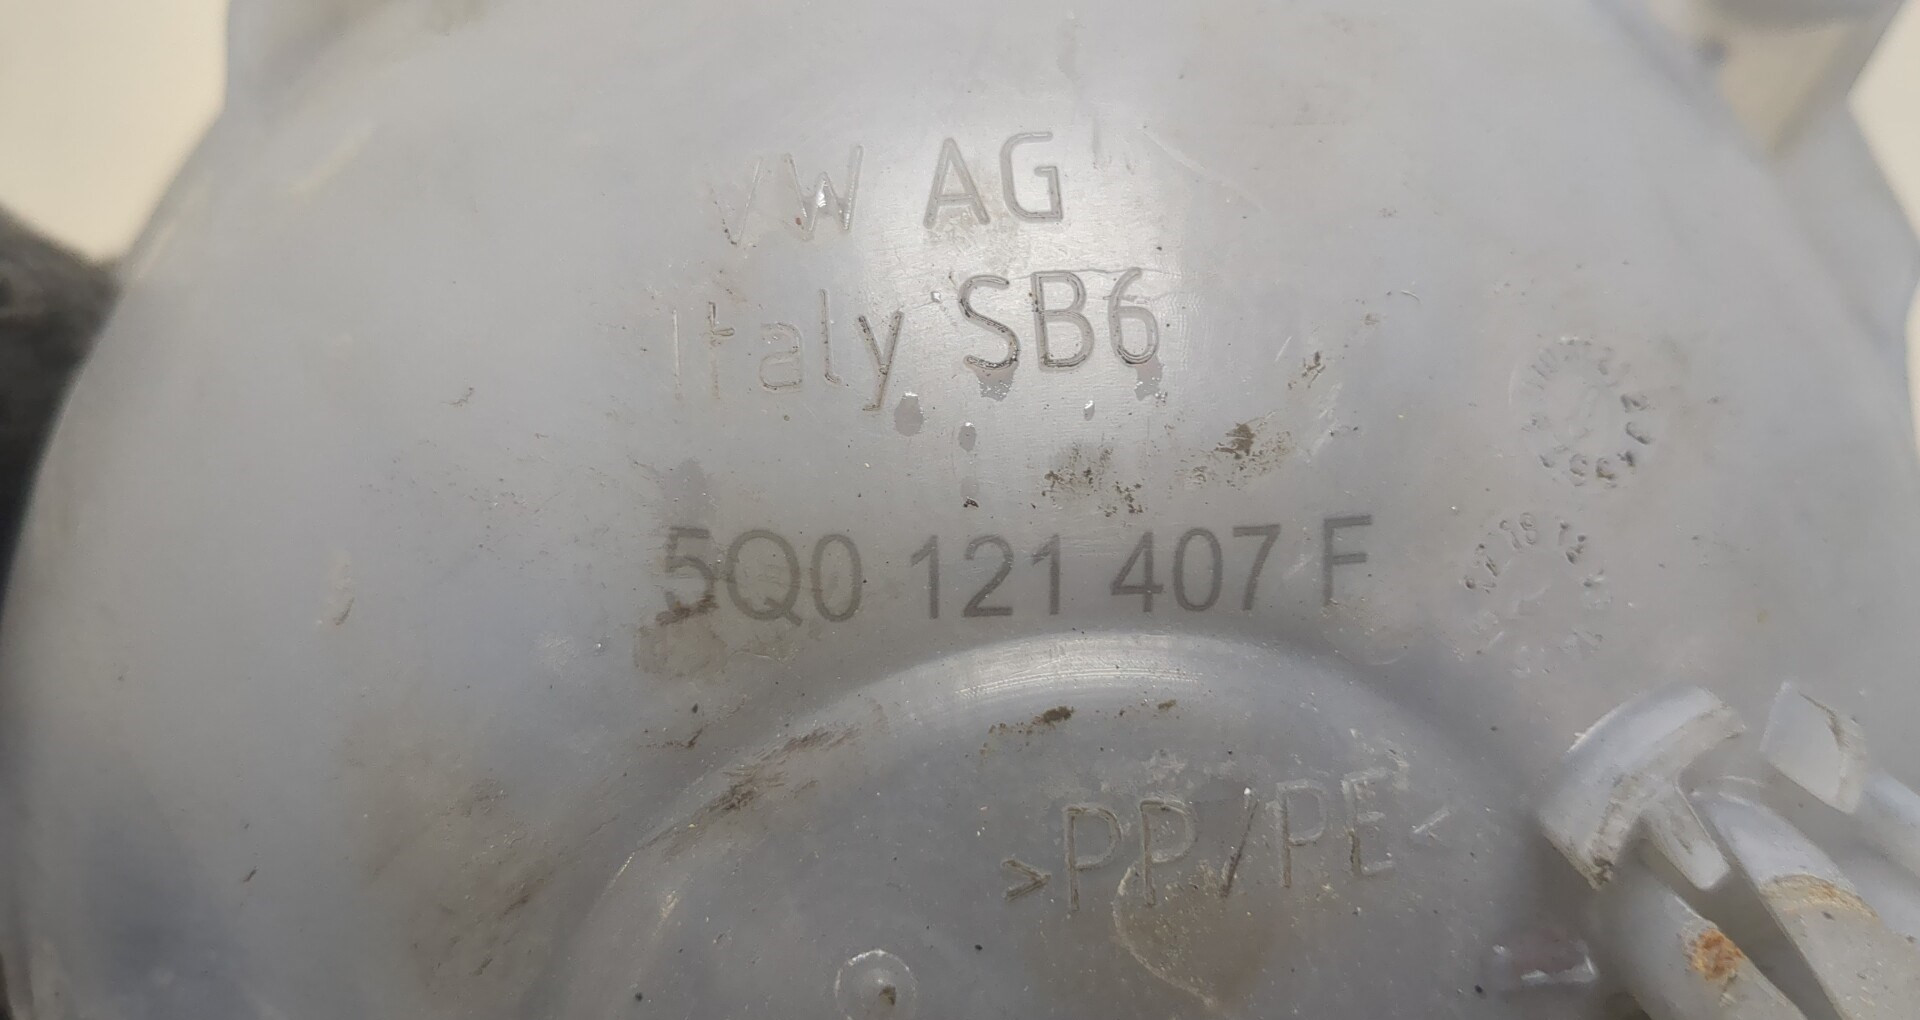 VW AG
Italy SB6
5Q0 121 407 F
>PP/PE<